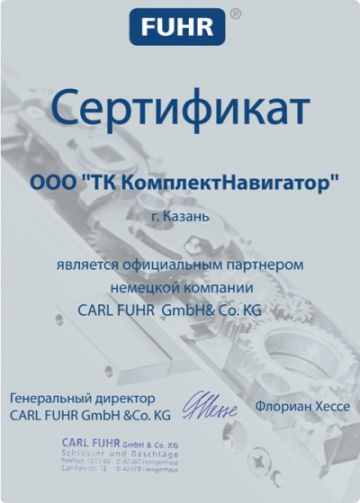 FUHR®
Сертификат
ООО "ТК КомплектНавигатор"
г. Казань
является официальным партнером
немецкой компании
CARL FUHR GmbH& Co. KG
Генеральный директор
CARL FUHR GmbH &Co. KG
Флориан Хессе
CARL FUHR GmbH & Co. KG
Schlösser und Beschläge